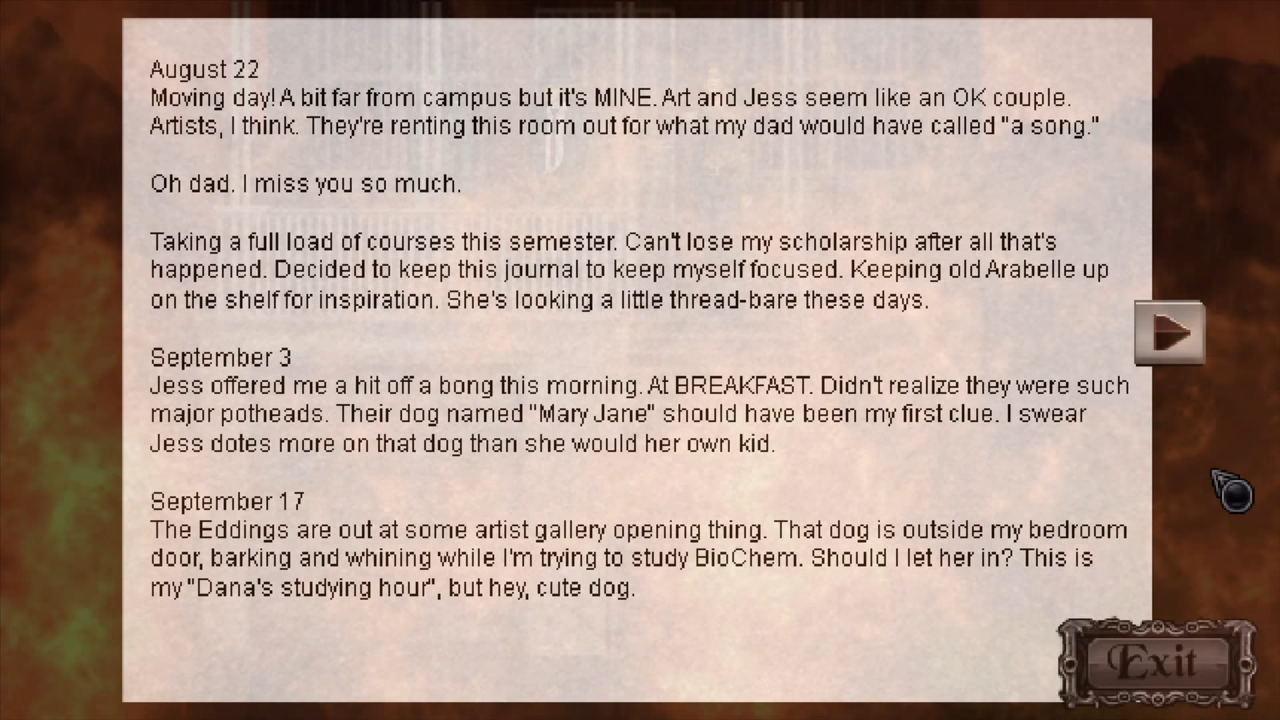 August 22
Moving day! A bit far from campus but it's MINE. Art and Jess seem like an OK couple.
Artists, I think. They're renting this room out for what my dad would have called "a song."
Oh dad. I miss you so much.
Taking a full load of courses this semester. Can't lose my scholarship after all that's
happened. Decided to keep this journal to keep myself focused. Keeping old Arabelle up
on the shelf for inspiration. She's looking a little thread-bare these days.
September 3
Jess offered me a hit off a bong this morning. At BREAKFAST. Didn't realize they were such
major potheads. Their dog named "Mary Jane" should have been my first clue. I swear
Jess dotes more on that dog than she would her own kid.
September 17
The Eddings are out at some artist gallery opening thing. That dog is outside my bedroom
door, barking and whining while I'm trying to study BioChem. Should I let her in? This is
my "Dana's studying hour", but hey, cute dog.
Exit